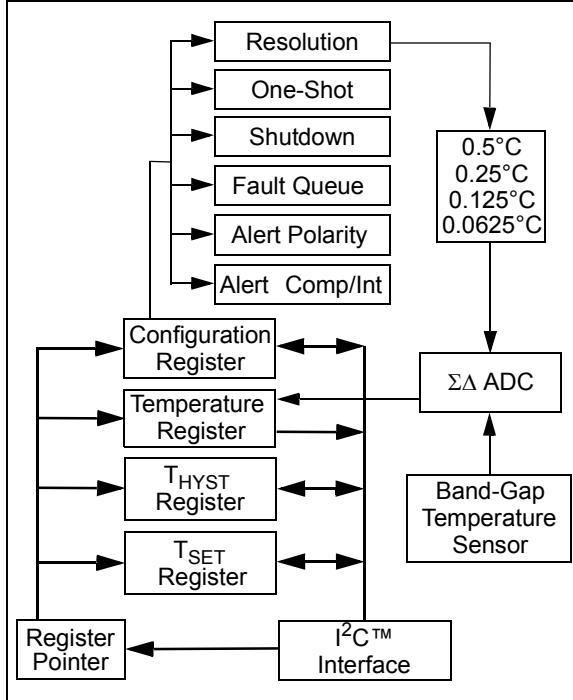 Resolution
One-Shot
Shutdown
Fault Queue
Alert Polarity
Alert Comp/Int
0.5°C
0.25°C
0.125°C
0.0625°C
Configuration
Register
ΣΔ ADC
Temperature
Register
THYST
Register
Band-Gap
Temperature
Sensor
TSET
Register
Register
Pointer
I²C™
Interface